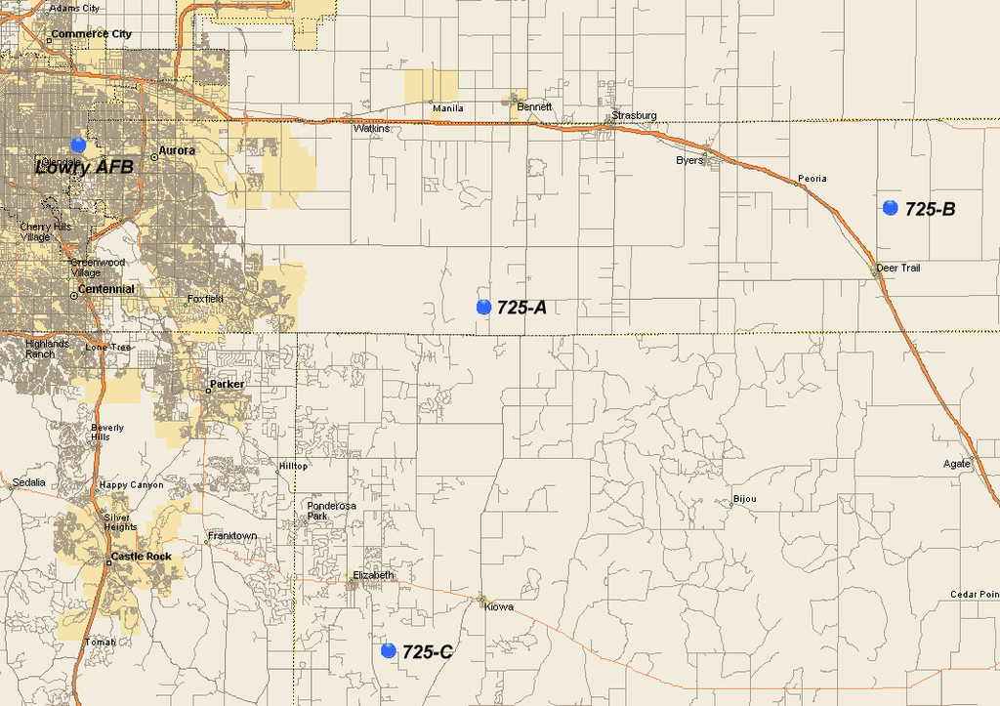 Adams City
Commerce City
Manila
Bennett
Strasburg
Watkins
Byers
Aurora
Glendale
Lowry AFB
Peoria
725-B
Cherry Hills
Village
Greenwood
Village
Deer Trail
Centennial
Foxfield
725-A
Highlands
Ranch
Lone Tree
Parker
Beverly
Hills
Agate
Hilltop
Sedalia
Happy Canyon
Bijou
Ponderosa
Park
Silver
Heights
Franktown
Castle Rock
Elizabeth
Cedar Poin
Kiowa
Tomah
725-C